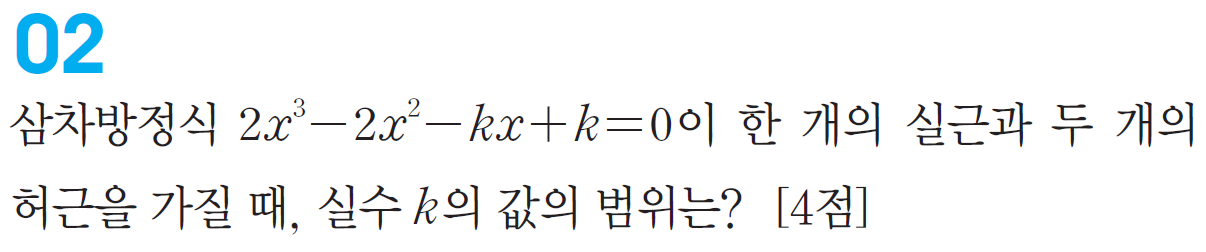 02
삼차방정식 2x³-2x²-kx+k=0이 한 개의 실근과 두 개의
허근을 가질 때, 실수 k의 값의 범위는? [4점]